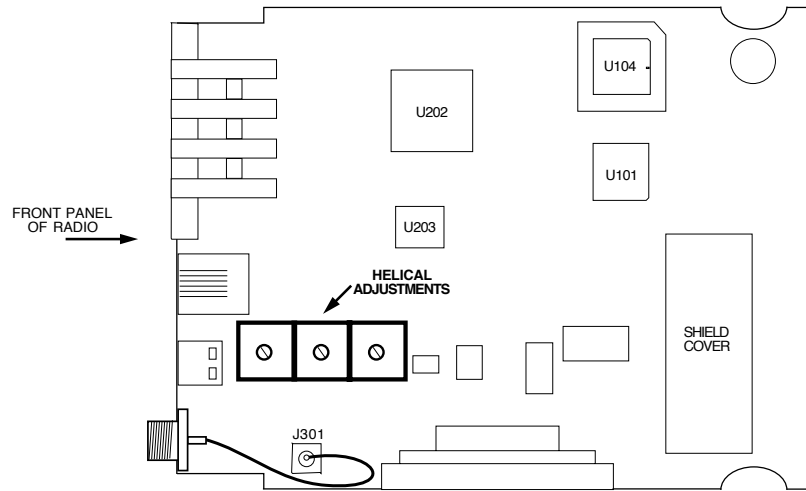 U104
U202
U101
FRONT PANEL
OF RADIO
U203
HELICAL
ADJUSTMENTS
SHIELD
COVER
J301